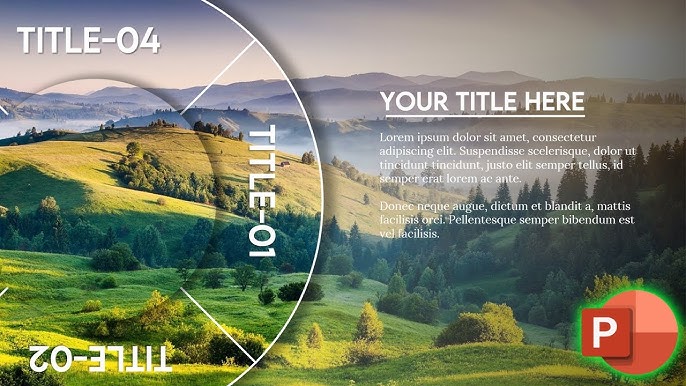 TITLE-04
TITLE-01
TITLE-02
YOUR TITLE HERE
Lorem ipsum dolor sit amet, consectetur
adipiscing elit. Suspendisse scelerisque, dolor ut
tincidunt tincidunt, justo elit semper tellus, id
semper erat lorem ac ante.
Donec neque augue, dictum et blandit a, mattis
facilisis orci. Pellentesque semper bibendum est
vel facilisis.
P